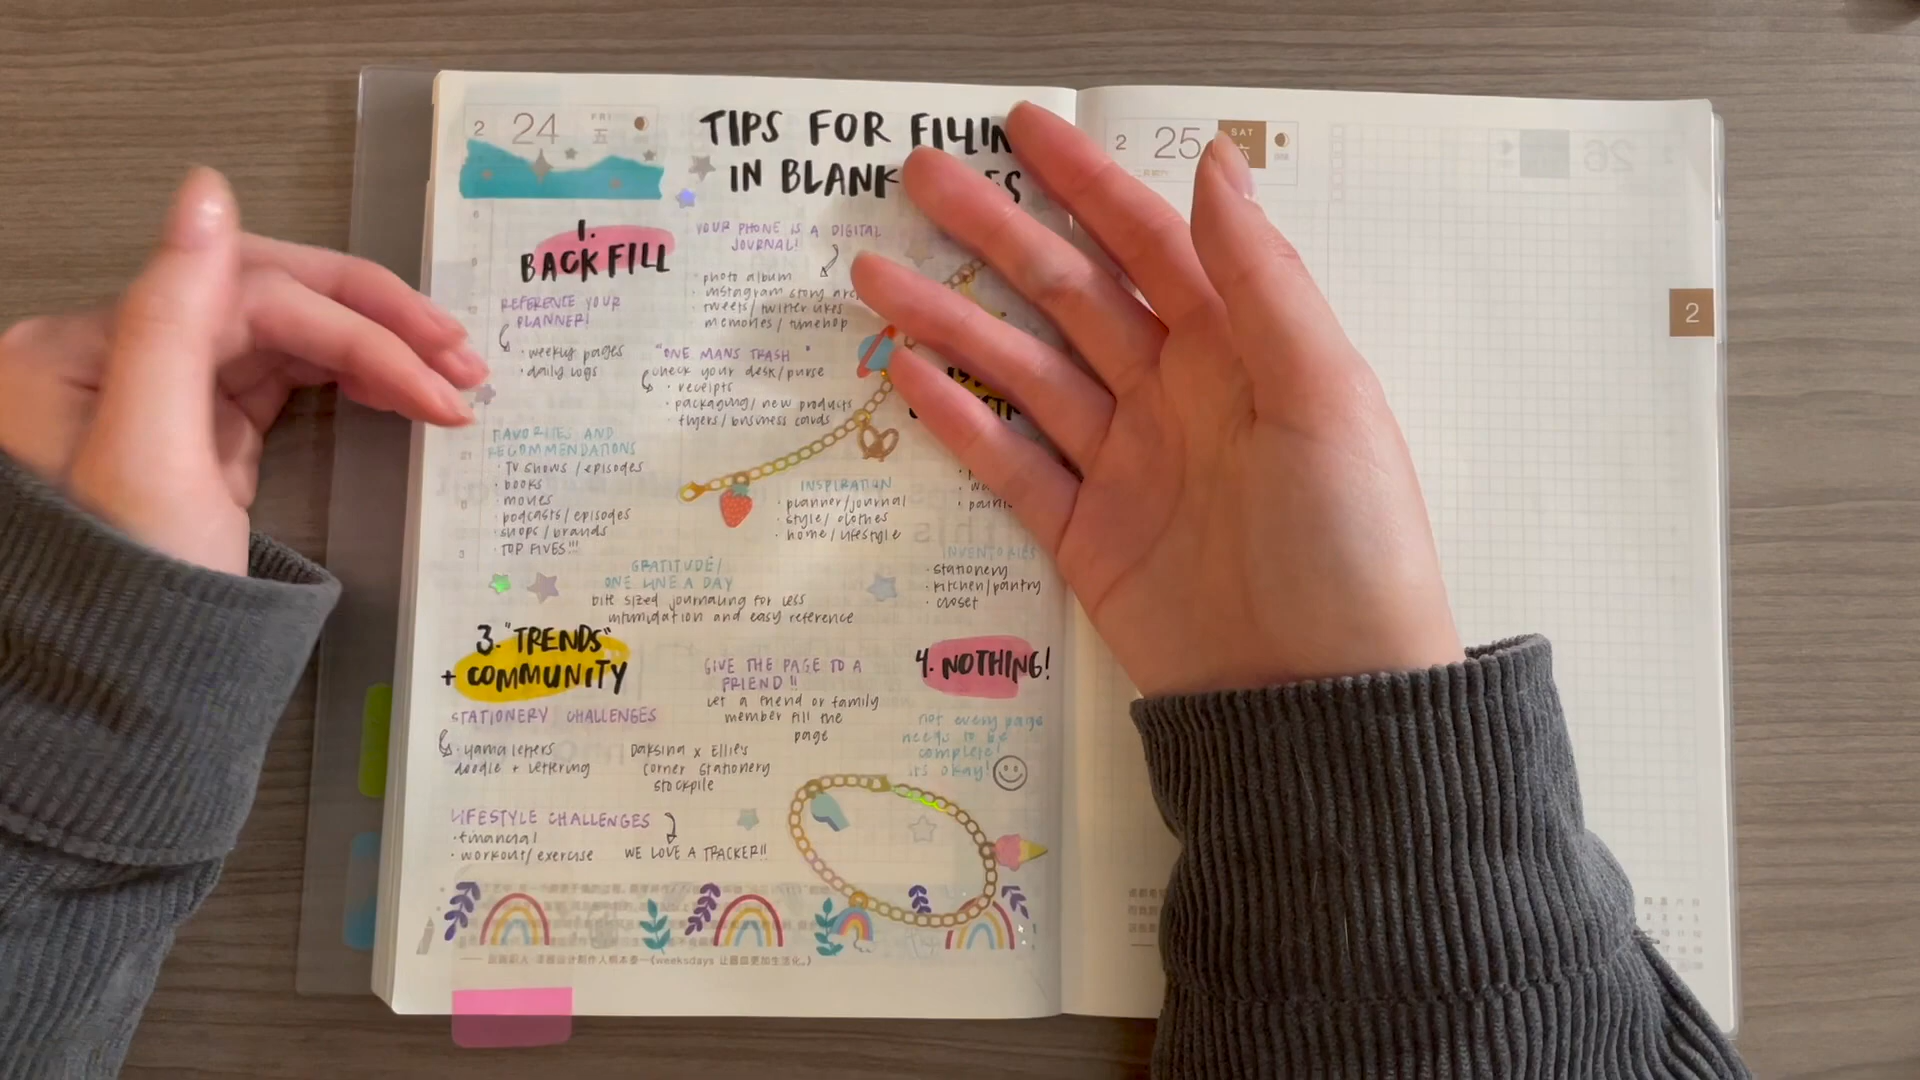 2 24 FRI 五
TIPS FOR FILLIN
IN BLANK
1.
BACKFILL
REFERENCE YOUR
PLANNER!
· weekly pages
· daily logs
YOUR PHONE IS A DIGITAL
JOURNAL!
· photo album
· instagram story
· tweets/twitter likes
memories/timehop
"ONE MANS TRASH"
check your desk/purse
· receipts
· packaging/new products
· flyers/business cards
FAVORITES AND
RECOMMENDATIONS
· TV shows/episodes
· books
· movies
· podcasts/episodes
· shops/brands
· TOP FIVES!!!
INSPIRATION
· planner/journal
· style/clothes
· home/lifestyle
INVENTORIES
· stationery
· kitchen/pantry
· closet
GRATITUDE/
ONE LINE A DAY
bite sized journaling for less
intimidation and easy reference
3. "TRENDS"
+ COMMUNITY
STATIONERY CHALLENGES
· yama letters
doodle + lettering
Daksina x Ellie's
corner stationery
stockpile
LIFESTYLE CHALLENGES
· financial
· workout/exercise
WE LOVE A TRACKER!!
GIVE THE PAGE TO A
FRIEND!!
let a friend or family
member fill the
page
4. NOTHING!
not every page
needs to be
complete!
its okay!
2 25 SAT 六
2